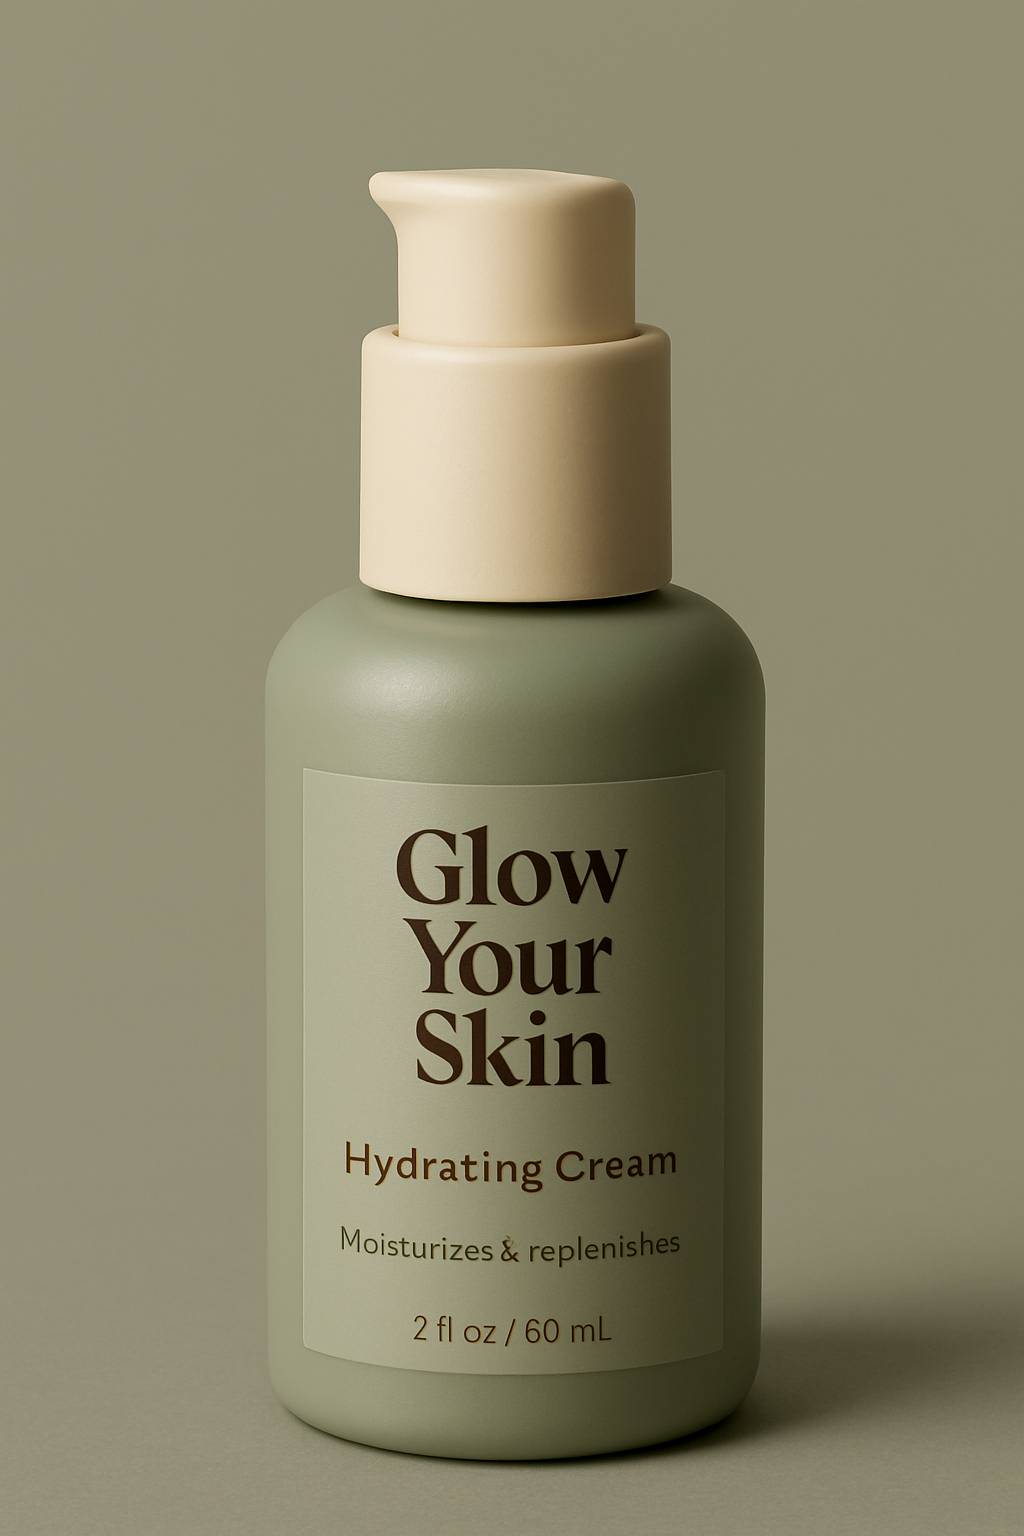 Glow
Your
Skin
Hydrating Cream
Moisturizes & replenishes
2 fl oz / 60 mL